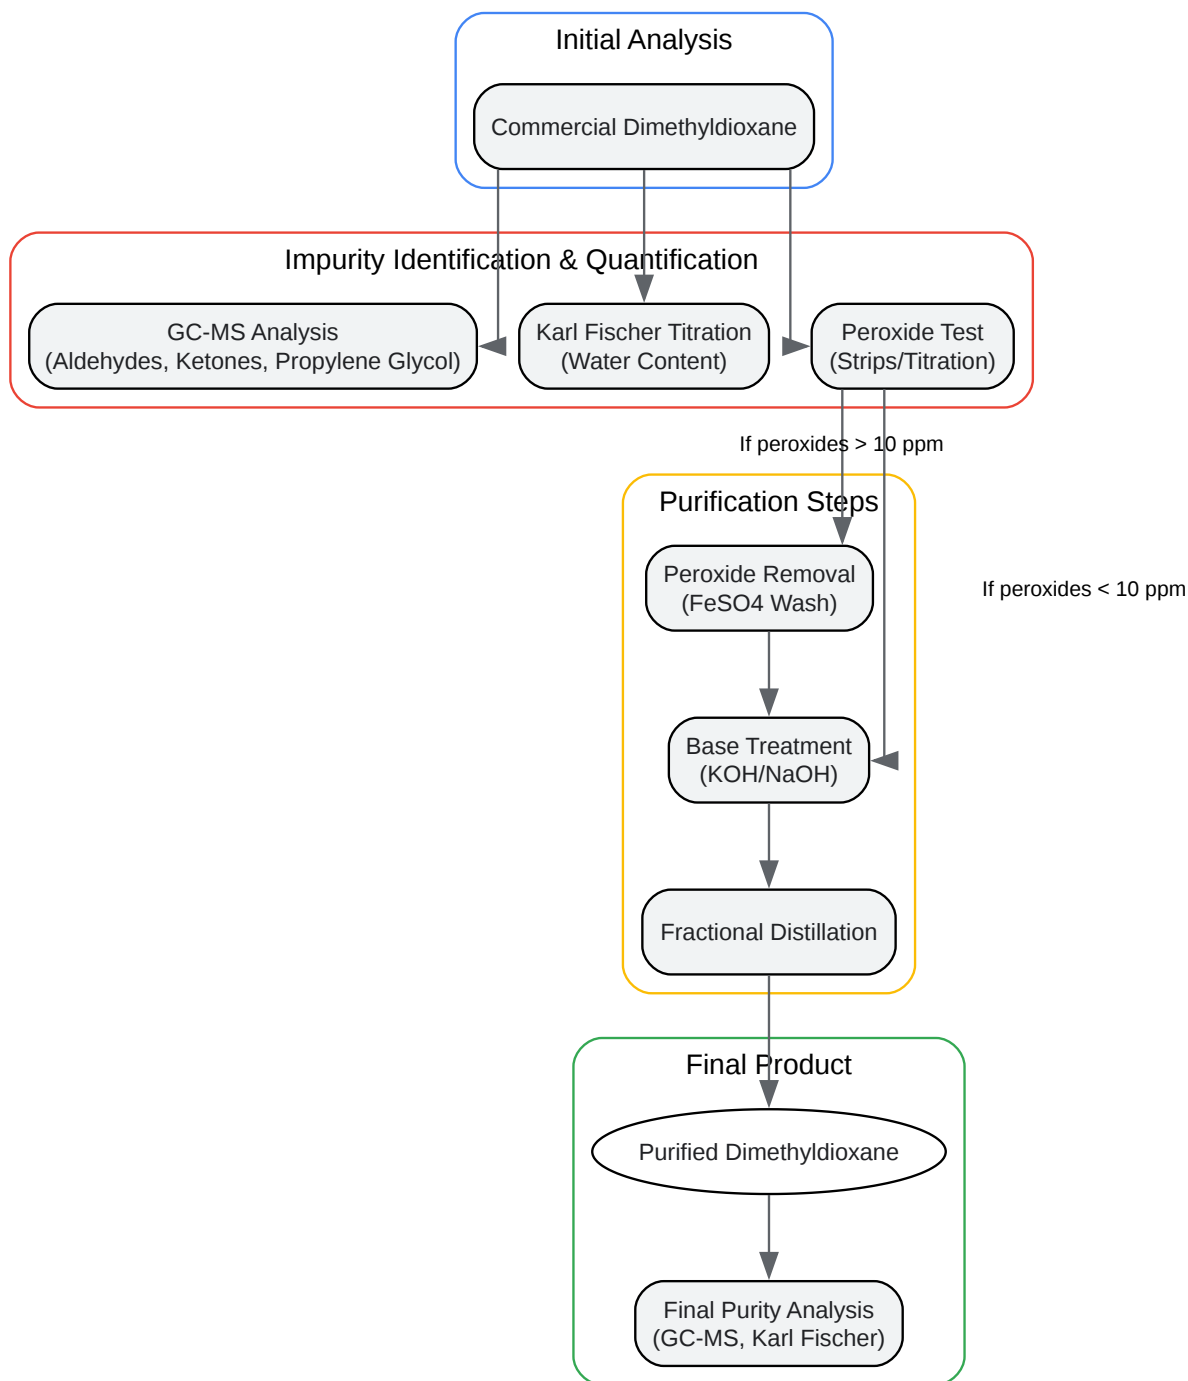 Initial Analysis
Commercial Dimethyldioxane
Impurity Identification & Quantification
GC-MS Analysis
(Aldehydes, Ketones, Propylene Glycol)
Karl Fischer Titration
(Water Content)
Peroxide Test
(Strips/Titration)
If peroxides > 10 ppm
Purification Steps
Peroxide Removal
(FeSO4 Wash)
If peroxides < 10 ppm
Base Treatment
(KOH/NaOH)
Fractional Distillation
Final Product
Purified Dimethyldioxane
Final Purity Analysis
(GC-MS, Karl Fischer)